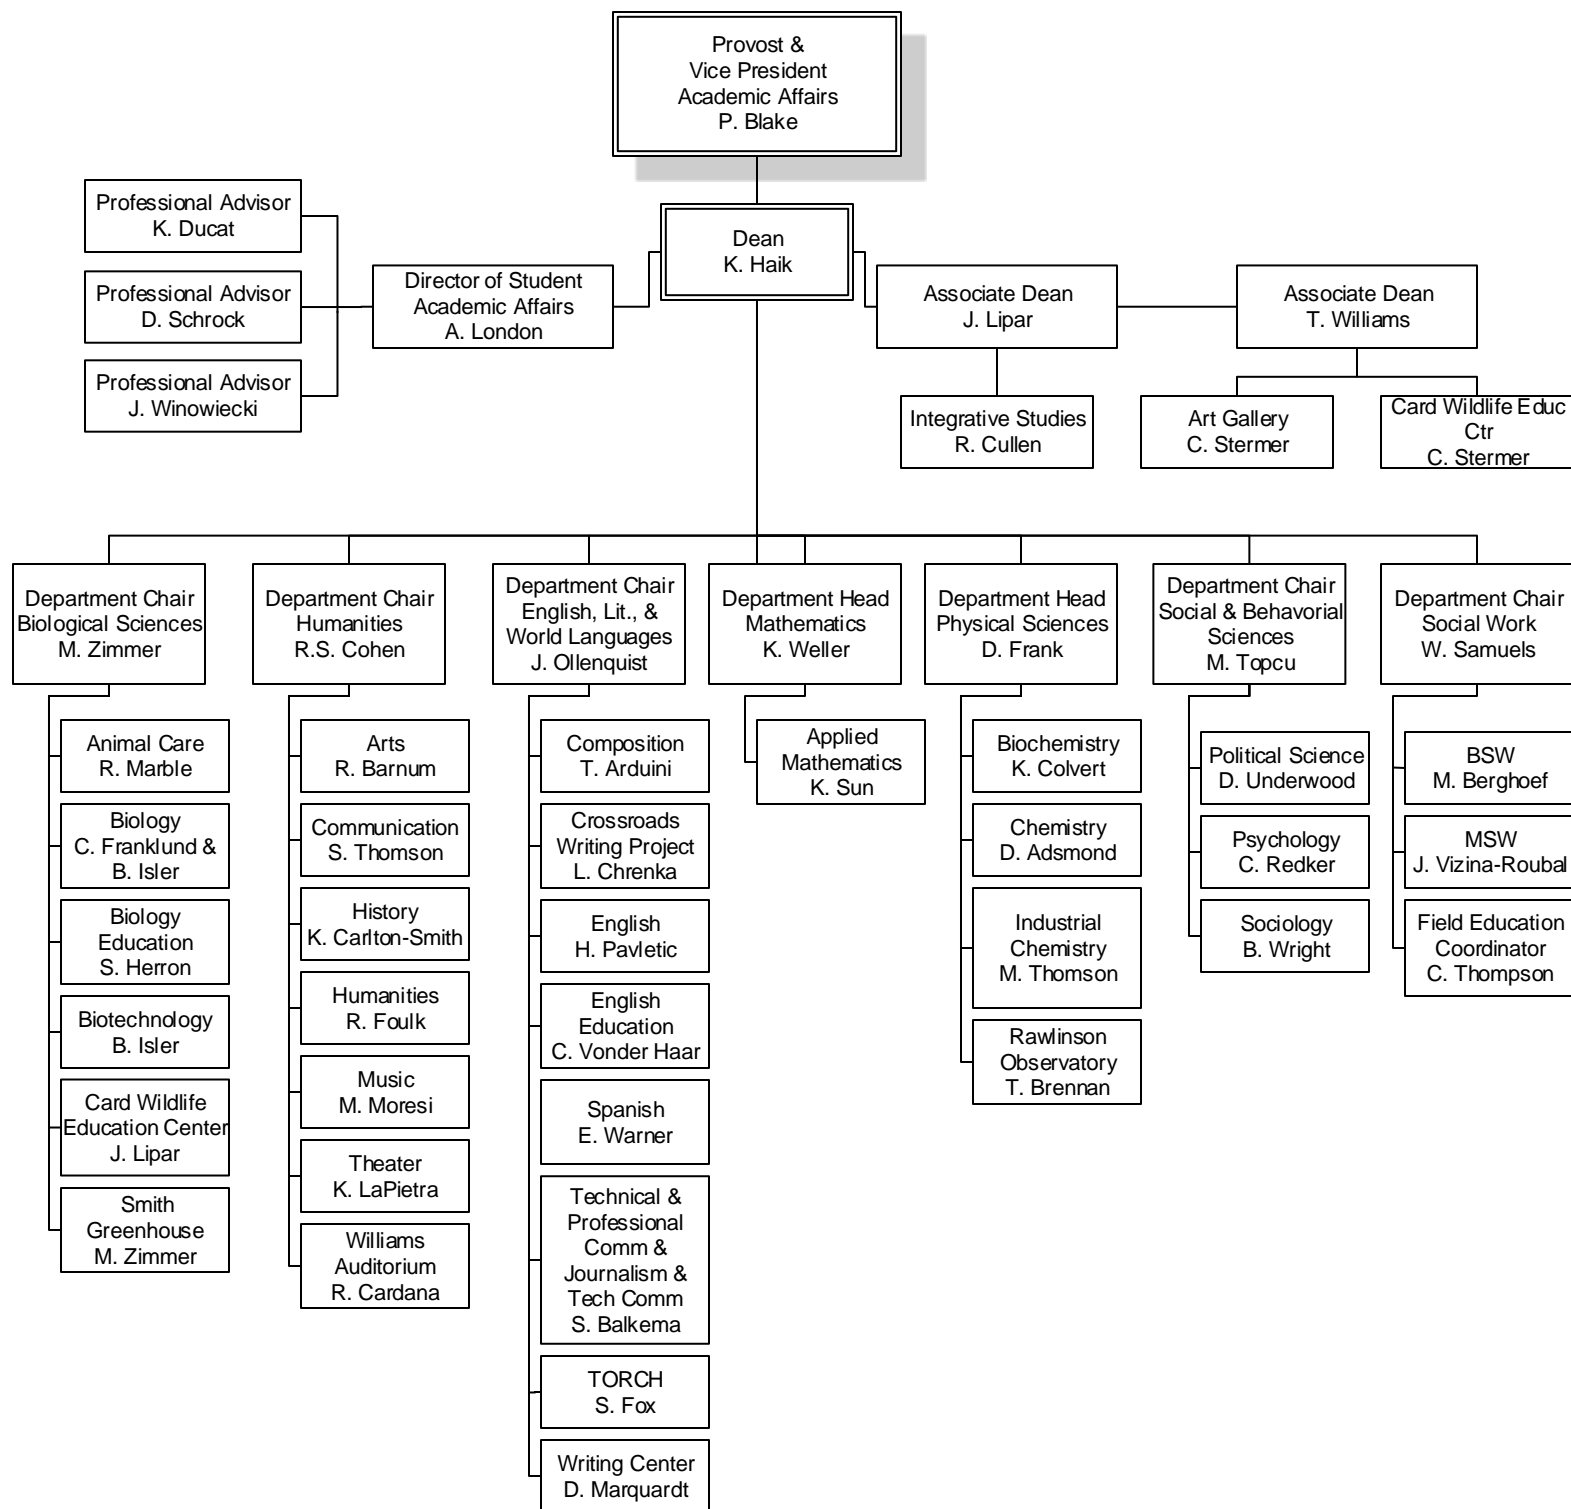 Provost &
Vice President
Academic Affairs
P. Blake
Dean
K. Haik
Professional Advisor
K. Ducat
Professional Advisor
D. Schrock
Professional Advisor
J. Winowiecki
Director of Student
Academic Affairs
A. London
Associate Dean
J. Lipar
Associate Dean
T. Williams
Integrative Studies
R. Cullen
Art Gallery
C. Stermer
Card Wildlife Educ
Ctr
C. Stermer
Department Chair
Biological Sciences
M. Zimmer
Animal Care
R. Marble
Biology
C. Franklund &
B. Isler
Biology
Education
S. Herron
Biotechnology
B. Isler
Card Wildlife
Education Center
J. Lipar
Smith
Greenhouse
M. Zimmer
Department Chair
Humanities
R.S. Cohen
Arts
R. Barnum
Communication
S. Thomson
History
K. Carlton-Smith
Humanities
R. Foulk
Music
M. Moresi
Theater
K. LaPietra
Williams
Auditorium
R. Cardana
Department Chair
English, Lit., &
World Languages
J. Ollenquist
Composition
T. Arduini
Crossroads
Writing Project
L. Chrenka
English
H. Pavletic
English
Education
C. Vonder Haar
Spanish
E. Warner
Technical &
Professional
Comm &
Journalism &
Tech Comm
S. Balkema
TORCH
S. Fox
Writing Center
D. Marquardt
Department Head
Mathematics
K. Weller
Applied
Mathematics
K. Sun
Department Head
Physical Sciences
D. Frank
Biochemistry
K. Colvert
Chemistry
D. Adsmond
Industrial
Chemistry
M. Thomson
Rawlinson
Observatory
T. Brennan
Department Chair
Social & Behavorial
Sciences
M. Topcu
Political Science
D. Underwood
Psychology
C. Redker
Sociology
B. Wright
Department Chair
Social Work
W. Samuels
BSW
M. Berghoef
MSW
J. Vizina-Roubal
Field Education
Coordinator
C. Thompson